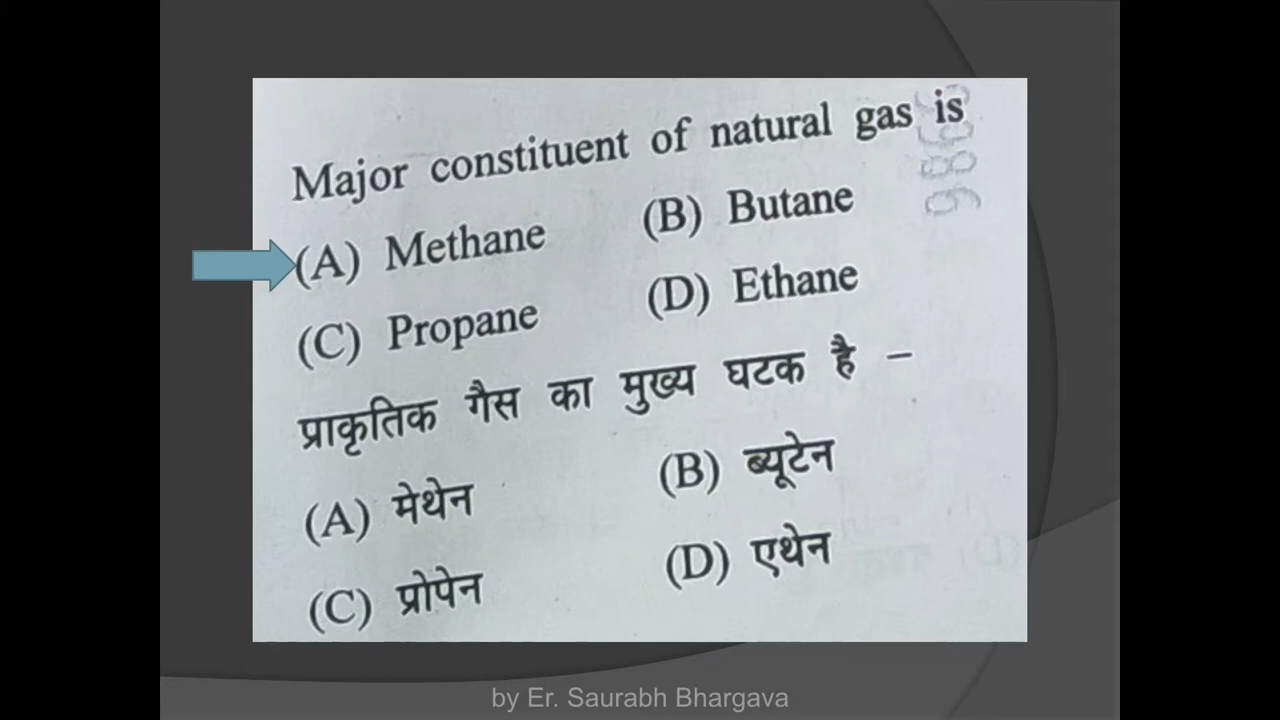 Major constituent of natural gas is
(A) Methane (B) Butane
(C) Propane (D) Ethane
प्राकृतिक गैस का मुख्य घटक है –
(A) मेथेन (B) ब्यूटेन
(C) प्रोपेन (D) एथेन
by Er. Saurabh Bhargava